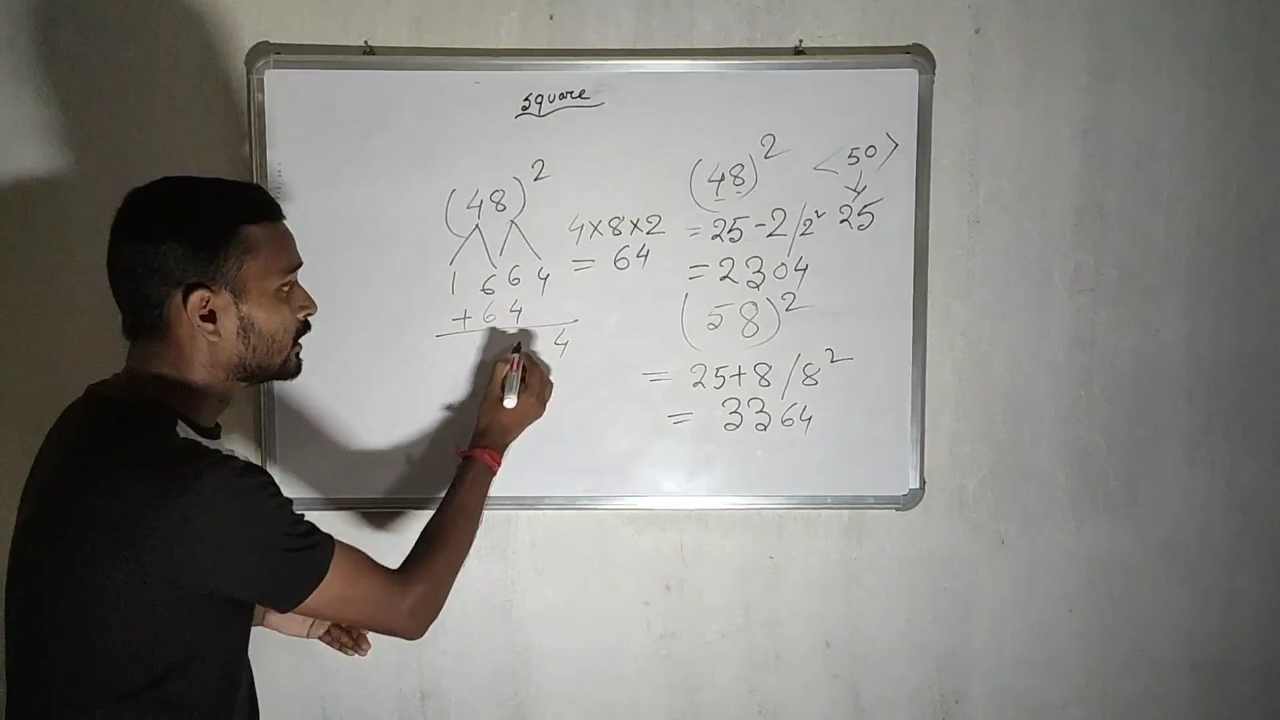 Square
(48)²
4×8×2
= 64
1 6 6 4
+ 6 4
4
(48)² <50>
= 25-2/2² 25
= 2304
(58)²
= 25+8/8²
= 3364